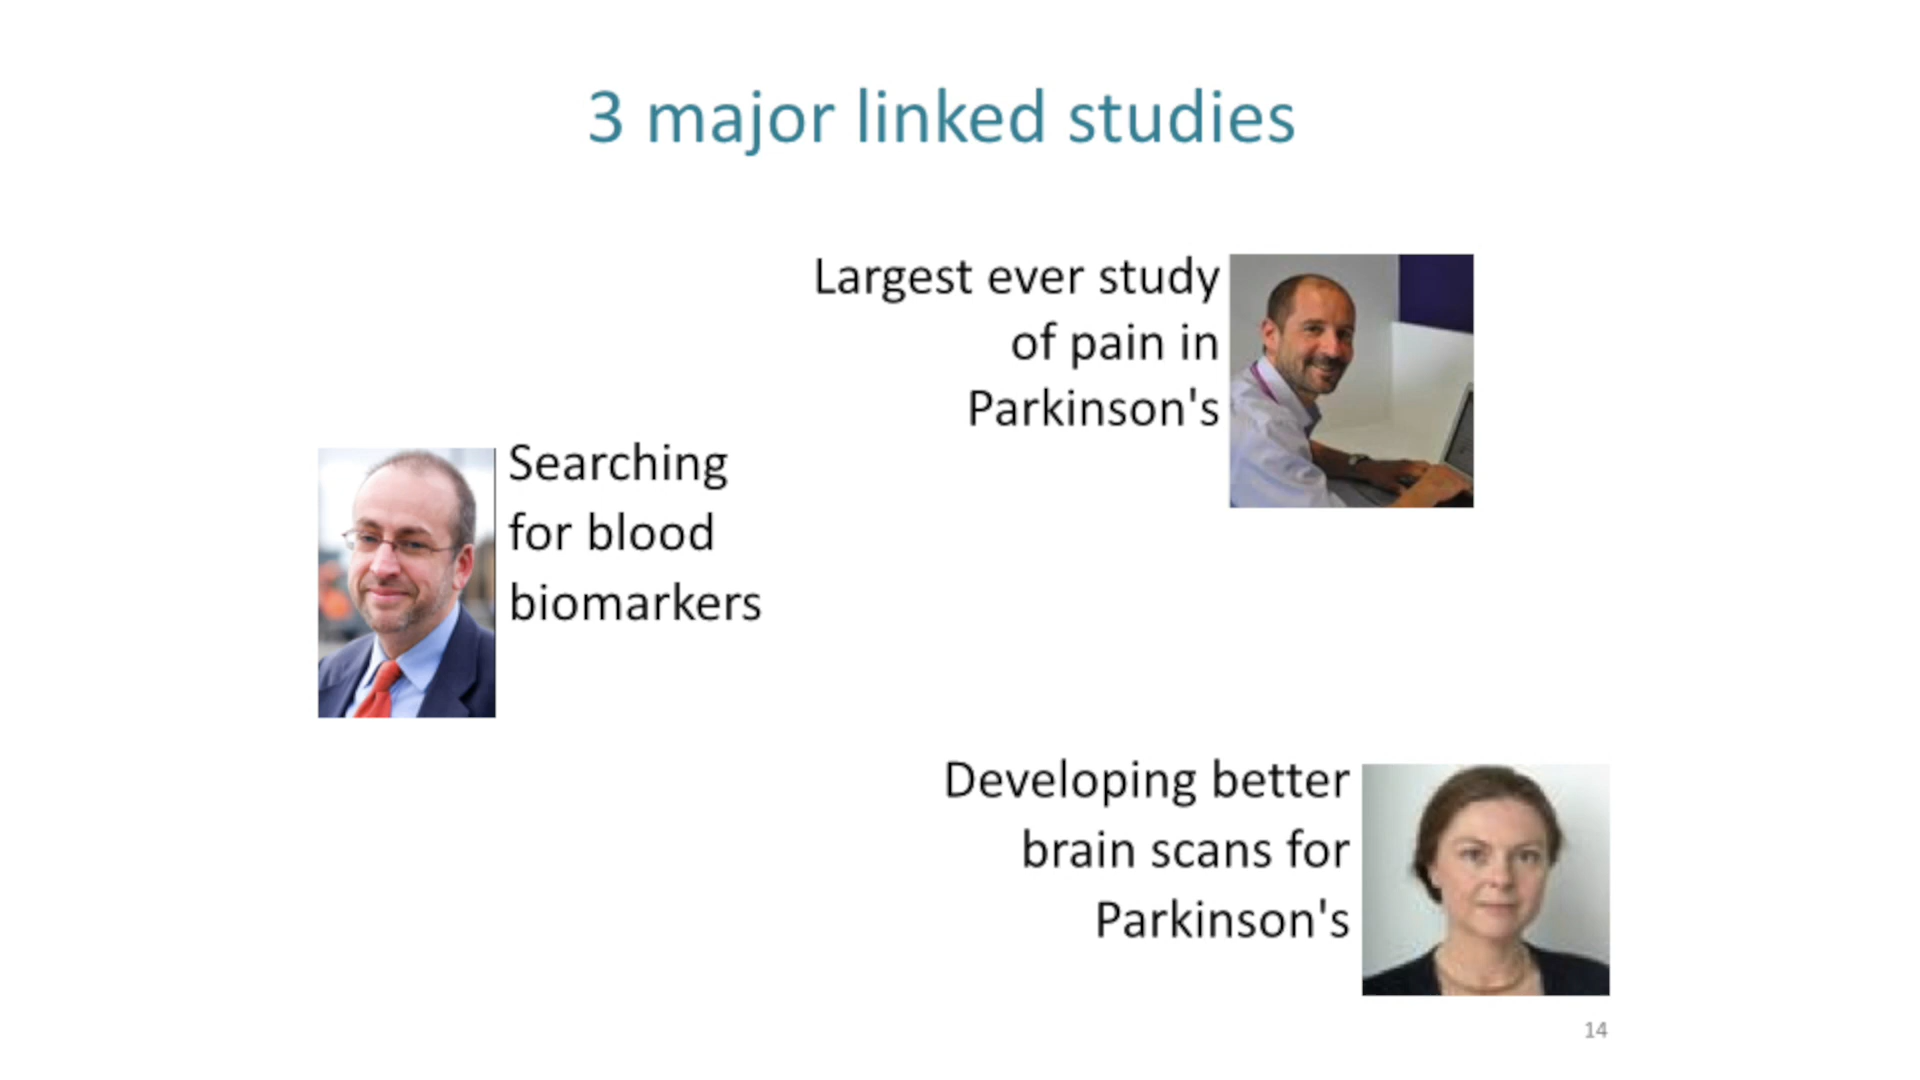 3 major linked studies
Largest ever study
of pain in
Parkinson's
Searching
for blood
biomarkers
Developing better
brain scans for
Parkinson's
14